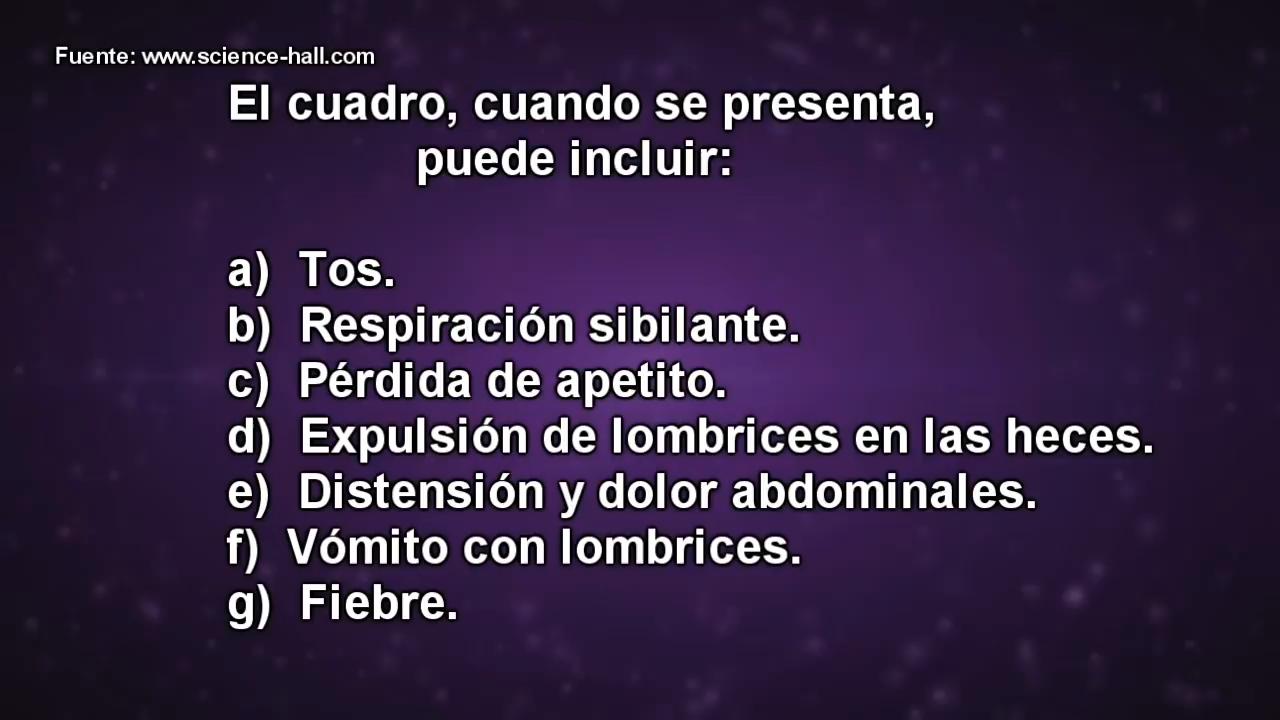 Fuente: www.science-hall.com
El cuadro, cuando se presenta,
puede incluir:
a) Tos.
b) Respiración sibilante.
c) Pérdida de apetito.
d) Expulsión de lombrices en las heces.
e) Distensión y dolor abdominales.
f) Vómito con lombrices.
g) Fiebre.